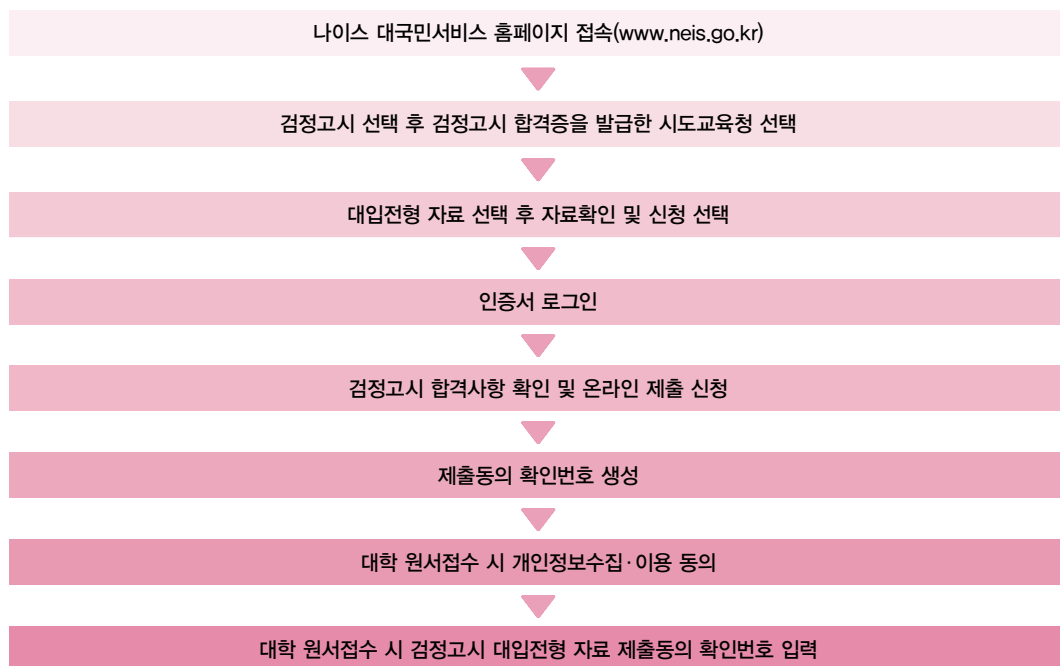 나이스 대국민서비스 홈페이지 접속(www.neis.go.kr)
검정고시 선택 후 검정고시 합격증을 발급한 시도교육청 선택
대입전형 자료 선택 후 자료확인 및 신청 선택
인증서 로그인
검정고시 합격사항 확인 및 온라인 제출 신청
제출동의 확인번호 생성
대학 원서접수 시 개인정보수집·이용 동의
대학 원서접수 시 검정고시 대입전형 자료 제출동의 확인번호 입력